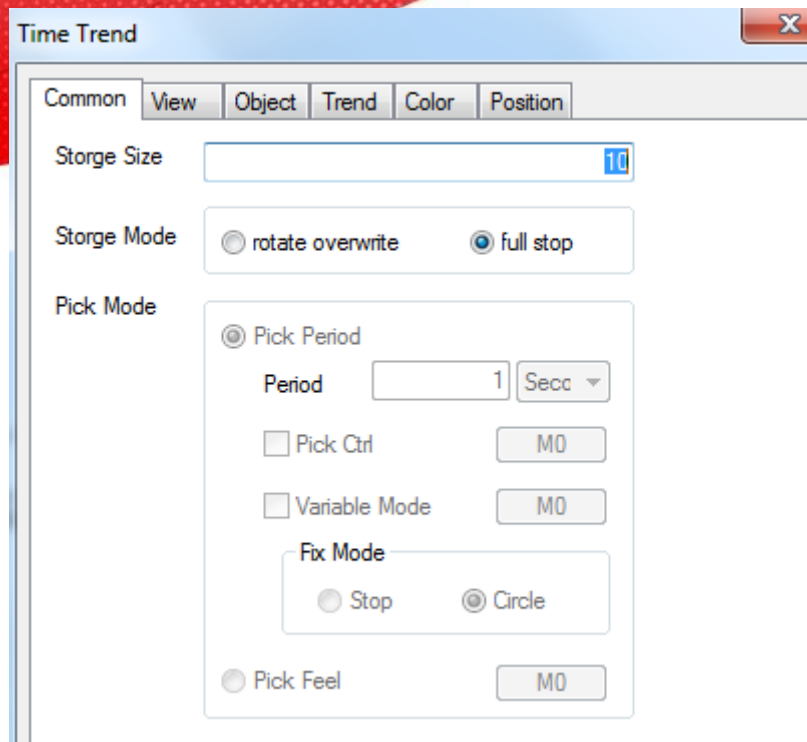 Time Trend
Common View Object Trend Color Position
Storge Size 10
Storge Mode rotate overwrite full stop
Pick Mode
Pick Period
Period 1 Secc
Pick Ctrl M0
Variable Mode M0
Fix Mode
Stop Circle
Pick Feel M0